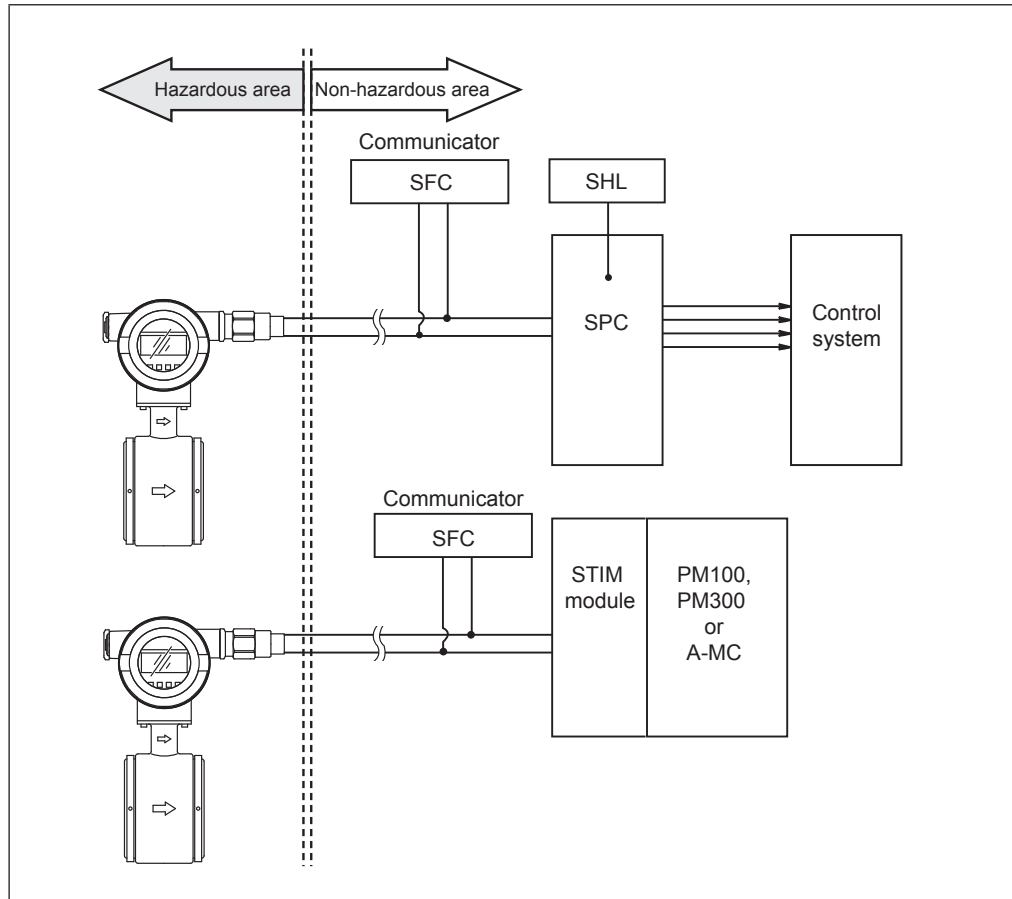 Hazardous area
Non-hazardous area
Communicator
SFC
SHL
SPC
Control
system
Communicator
SFC
STIM
module
PM100,
PM300
or
A-MC